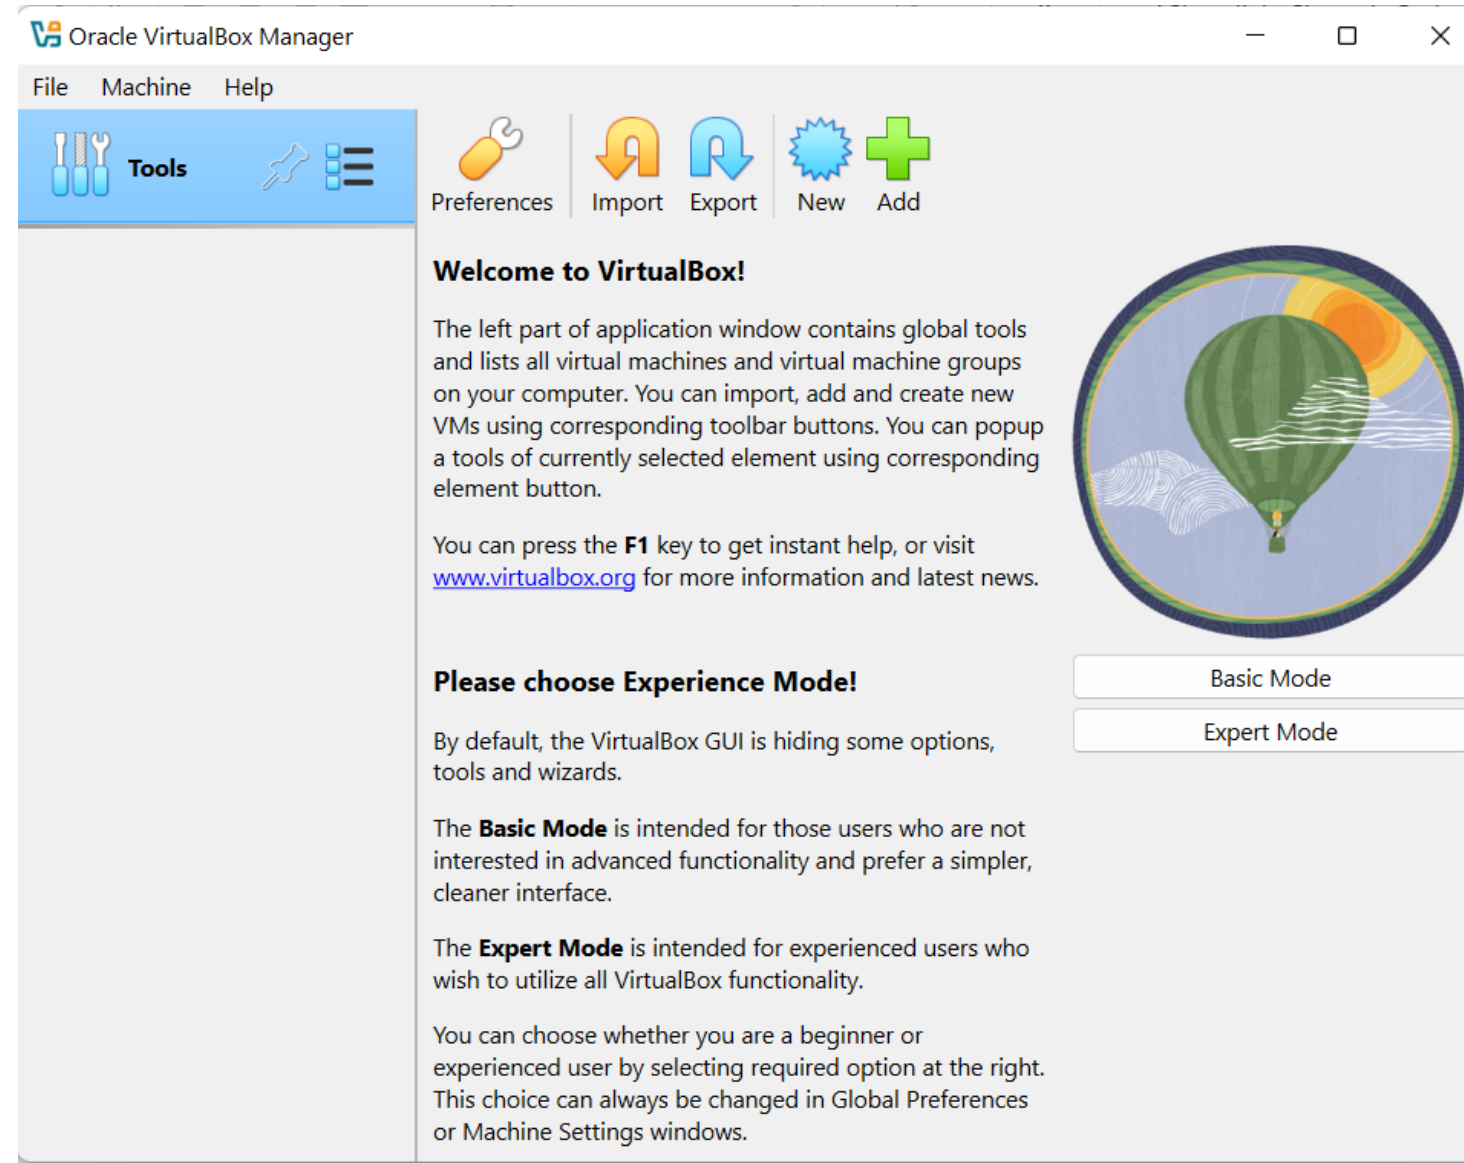 Oracle VirtualBox Manager
File Machine Help
Tools
Preferences Import Export New Add
Welcome to VirtualBox!
The left part of application window contains global tools
and lists all virtual machines and virtual machine groups
on your computer. You can import, add and create new
VMs using corresponding toolbar buttons. You can popup
a tools of currently selected element using corresponding
element button.
You can press the F1 key to get instant help, or visit
www.virtualbox.org for more information and latest news.
Please choose Experience Mode!
By default, the VirtualBox GUI is hiding some options,
tools and wizards.
The Basic Mode is intended for those users who are not
interested in advanced functionality and prefer a simpler,
cleaner interface.
The Expert Mode is intended for experienced users who
wish to utilize all VirtualBox functionality.
You can choose whether you are a beginner or
experienced user by selecting required option at the right.
This choice can always be changed in Global Preferences
or Machine Settings windows.
Basic Mode
Expert Mode